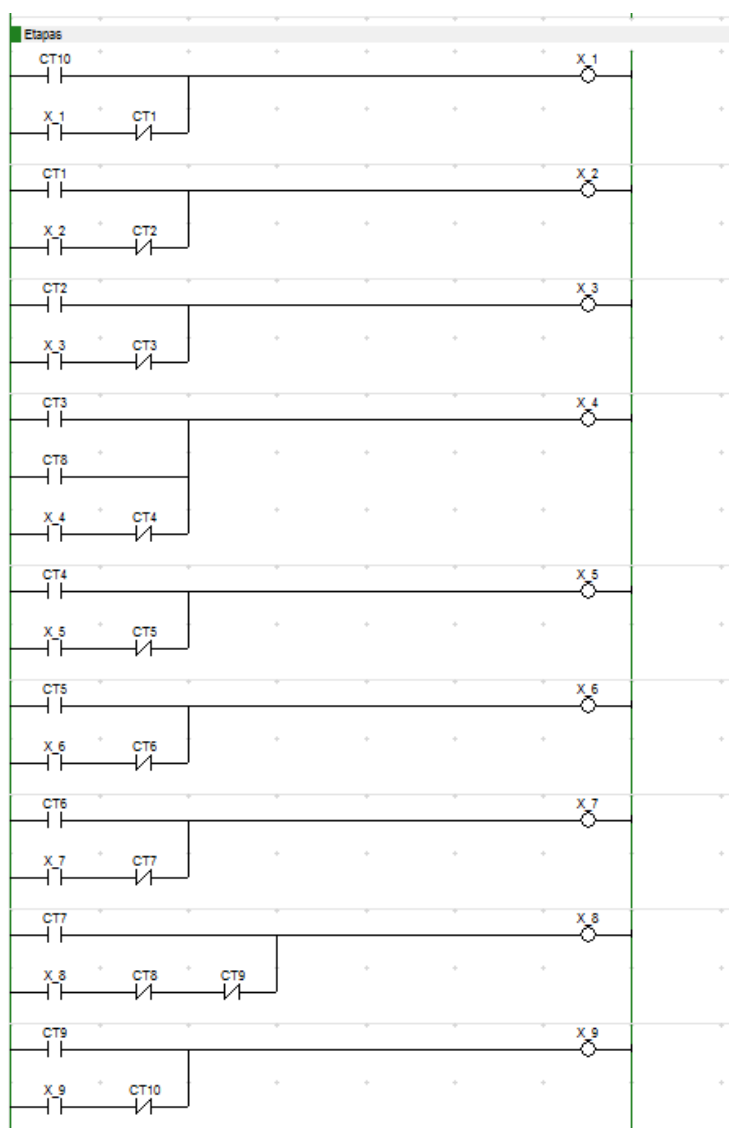 Etapas
CT10 X_1
X_1 CT1
CT1 X_2
X_2 CT2
CT2 X_3
X_3 CT3
CT3 X_4
CT8
X_4 CT4
CT4 X_5
X_5 CT5
CT5 X_6
X_6 CT6
CT6 X_7
X_7 CT7
CT7 X_8
X_8 CT8 CT9
CT9 X_9
X_9 CT10